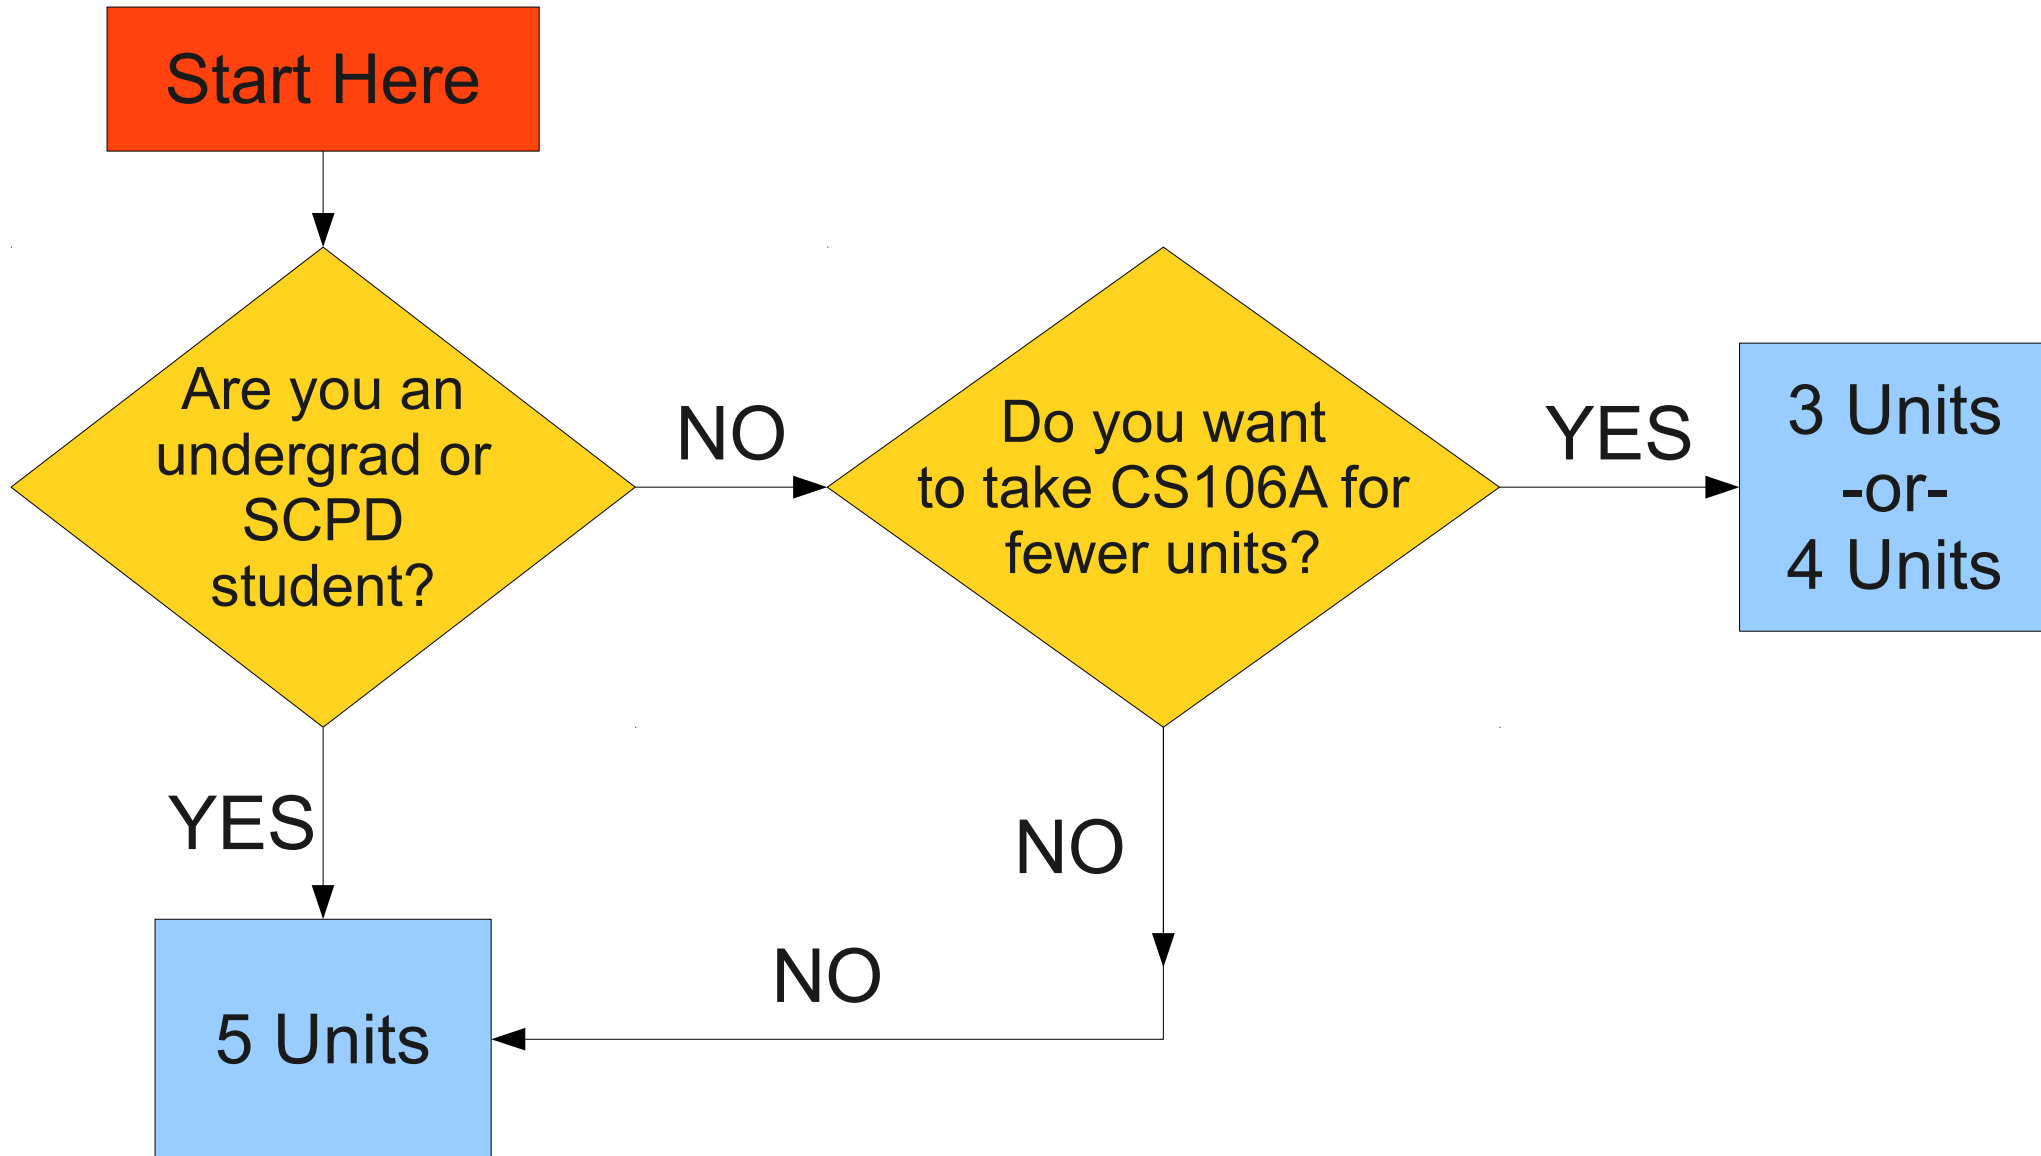 Start Here
Are you an
undergrad or
SCPD
student?
NO
Do you want
to take CS106A for
fewer units?
YES
3 Units
-or-
4 Units
YES
NO
NO
5 Units